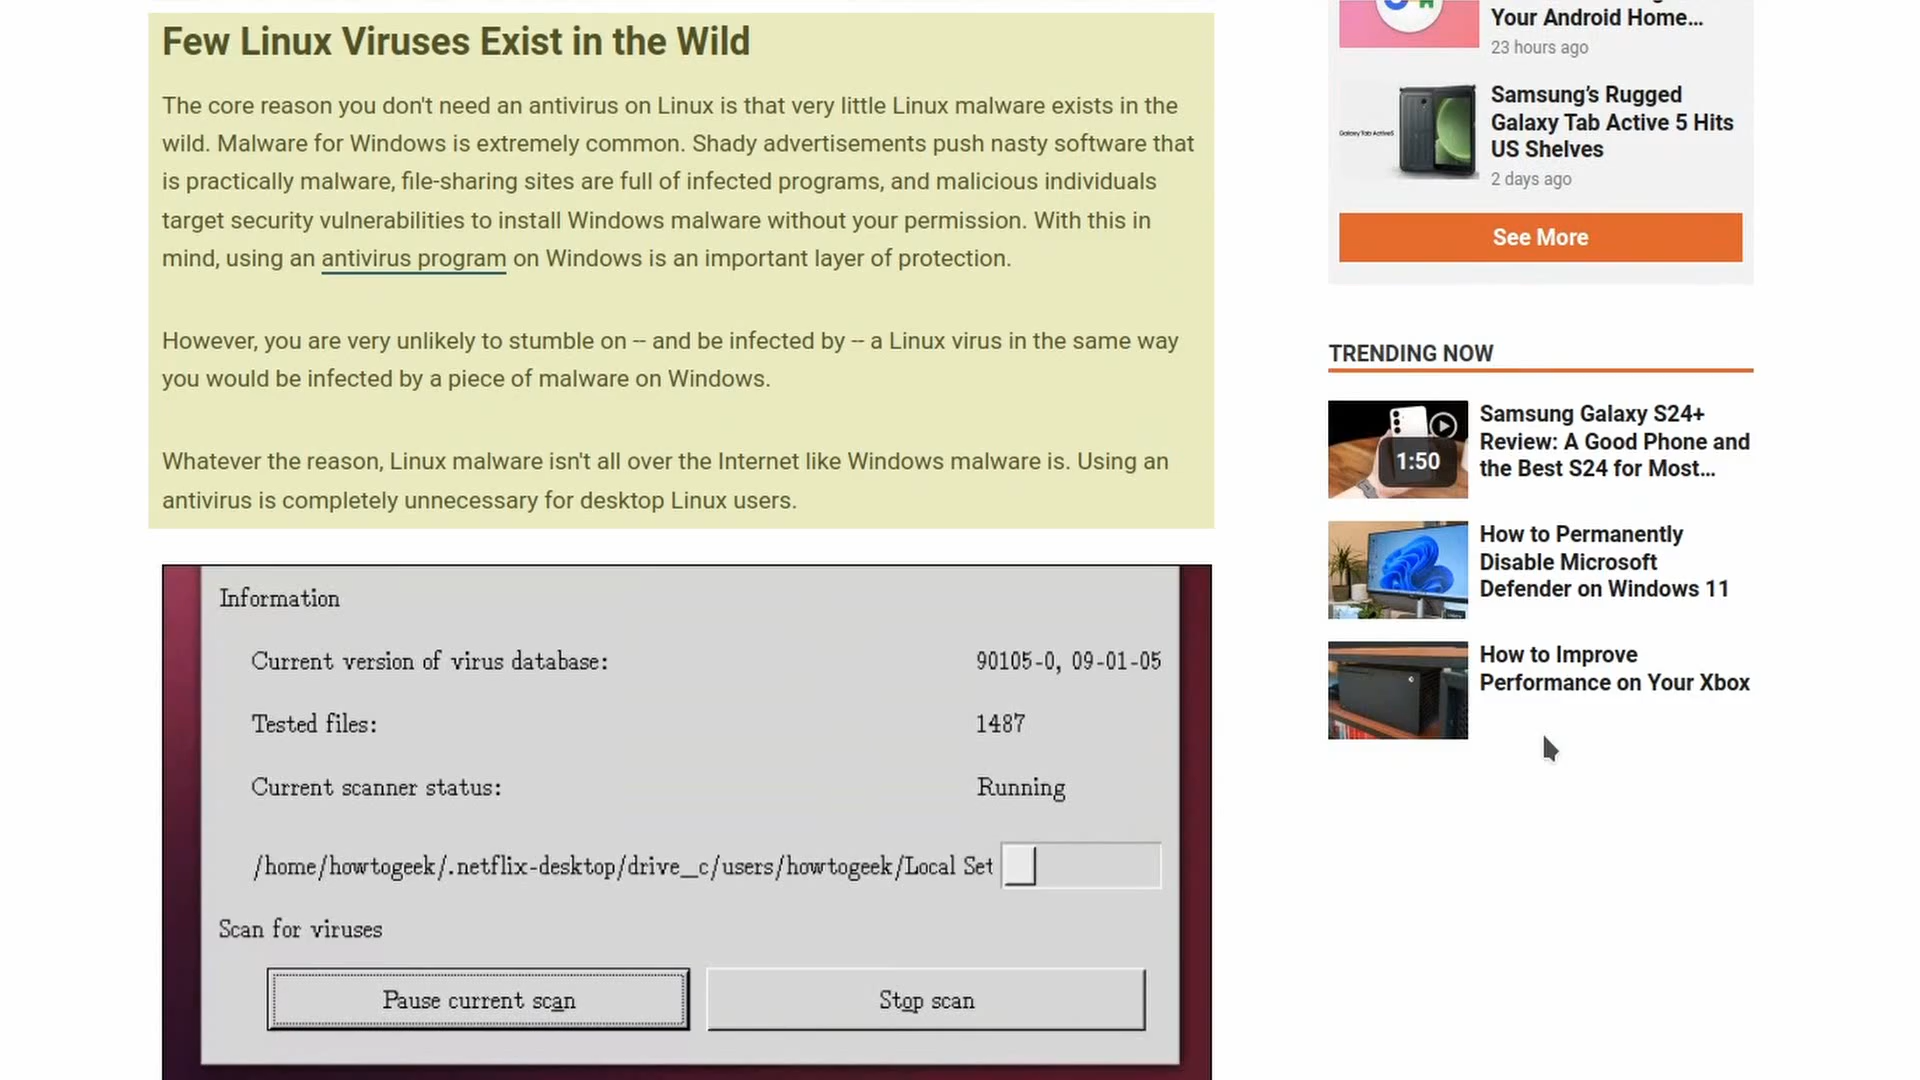 Few Linux Viruses Exist in the Wild
The core reason you don't need an antivirus on Linux is that very little Linux malware exists in the
wild. Malware for Windows is extremely common. Shady advertisements push nasty software that
is practically malware, file-sharing sites are full of infected programs, and malicious individuals
target security vulnerabilities to install Windows malware without your permission. With this in
mind, using an antivirus program on Windows is an important layer of protection.
However, you are very unlikely to stumble on -- and be infected by -- a Linux virus in the same way
you would be infected by a piece of malware on Windows.
Whatever the reason, Linux malware isn't all over the Internet like Windows malware is. Using an
antivirus is completely unnecessary for desktop Linux users.
Information
Current version of virus database: 90105-0, 09-01-05
Tested files: 1487
Current scanner status: Running
/home/howtogeek/.netflix-desktop/drive_c/users/howtogeek/Local Set
Scan for viruses
Pause current scan Stop scan
Your Android Home...
23 hours ago
Galaxy Tab Active5
Samsung’s Rugged
Galaxy Tab Active 5 Hits
US Shelves
2 days ago
See More
TRENDING NOW
1:50
Samsung Galaxy S24+
Review: A Good Phone and
the Best S24 for Most...
How to Permanently
Disable Microsoft
Defender on Windows 11
How to Improve
Performance on Your Xbox